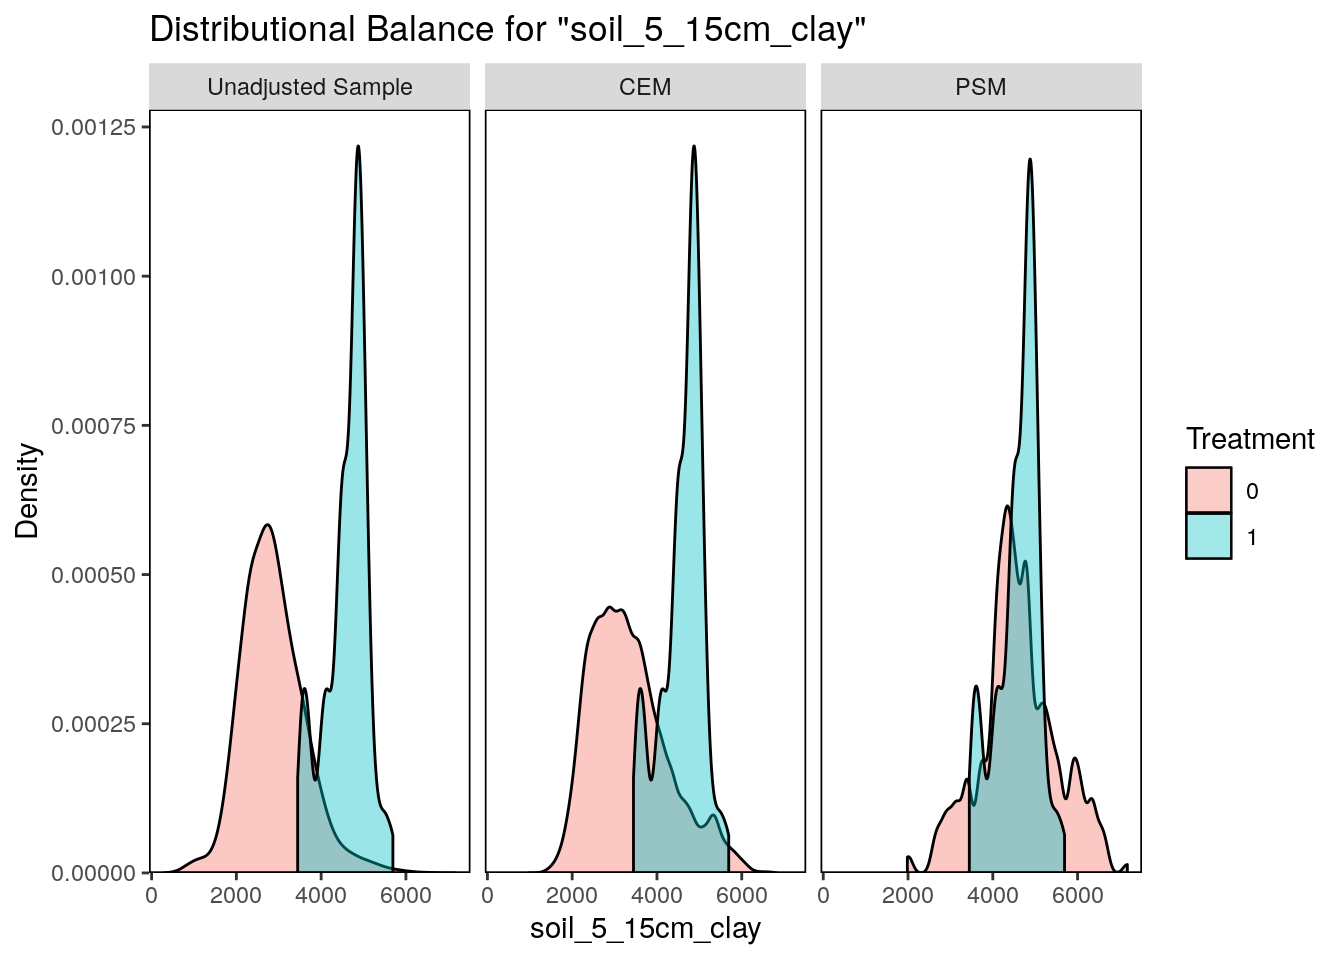 Distributional Balance for "soil_5_15cm_clay"
Unadjusted Sample
CEM
PSM
0.00125
0.00100
0.00075
0.00050
0.00025
0.00000
Density
0 2000 4000 6000
0 2000 4000 6000
0 2000 4000 6000
soil_5_15cm_clay
Treatment
0
1